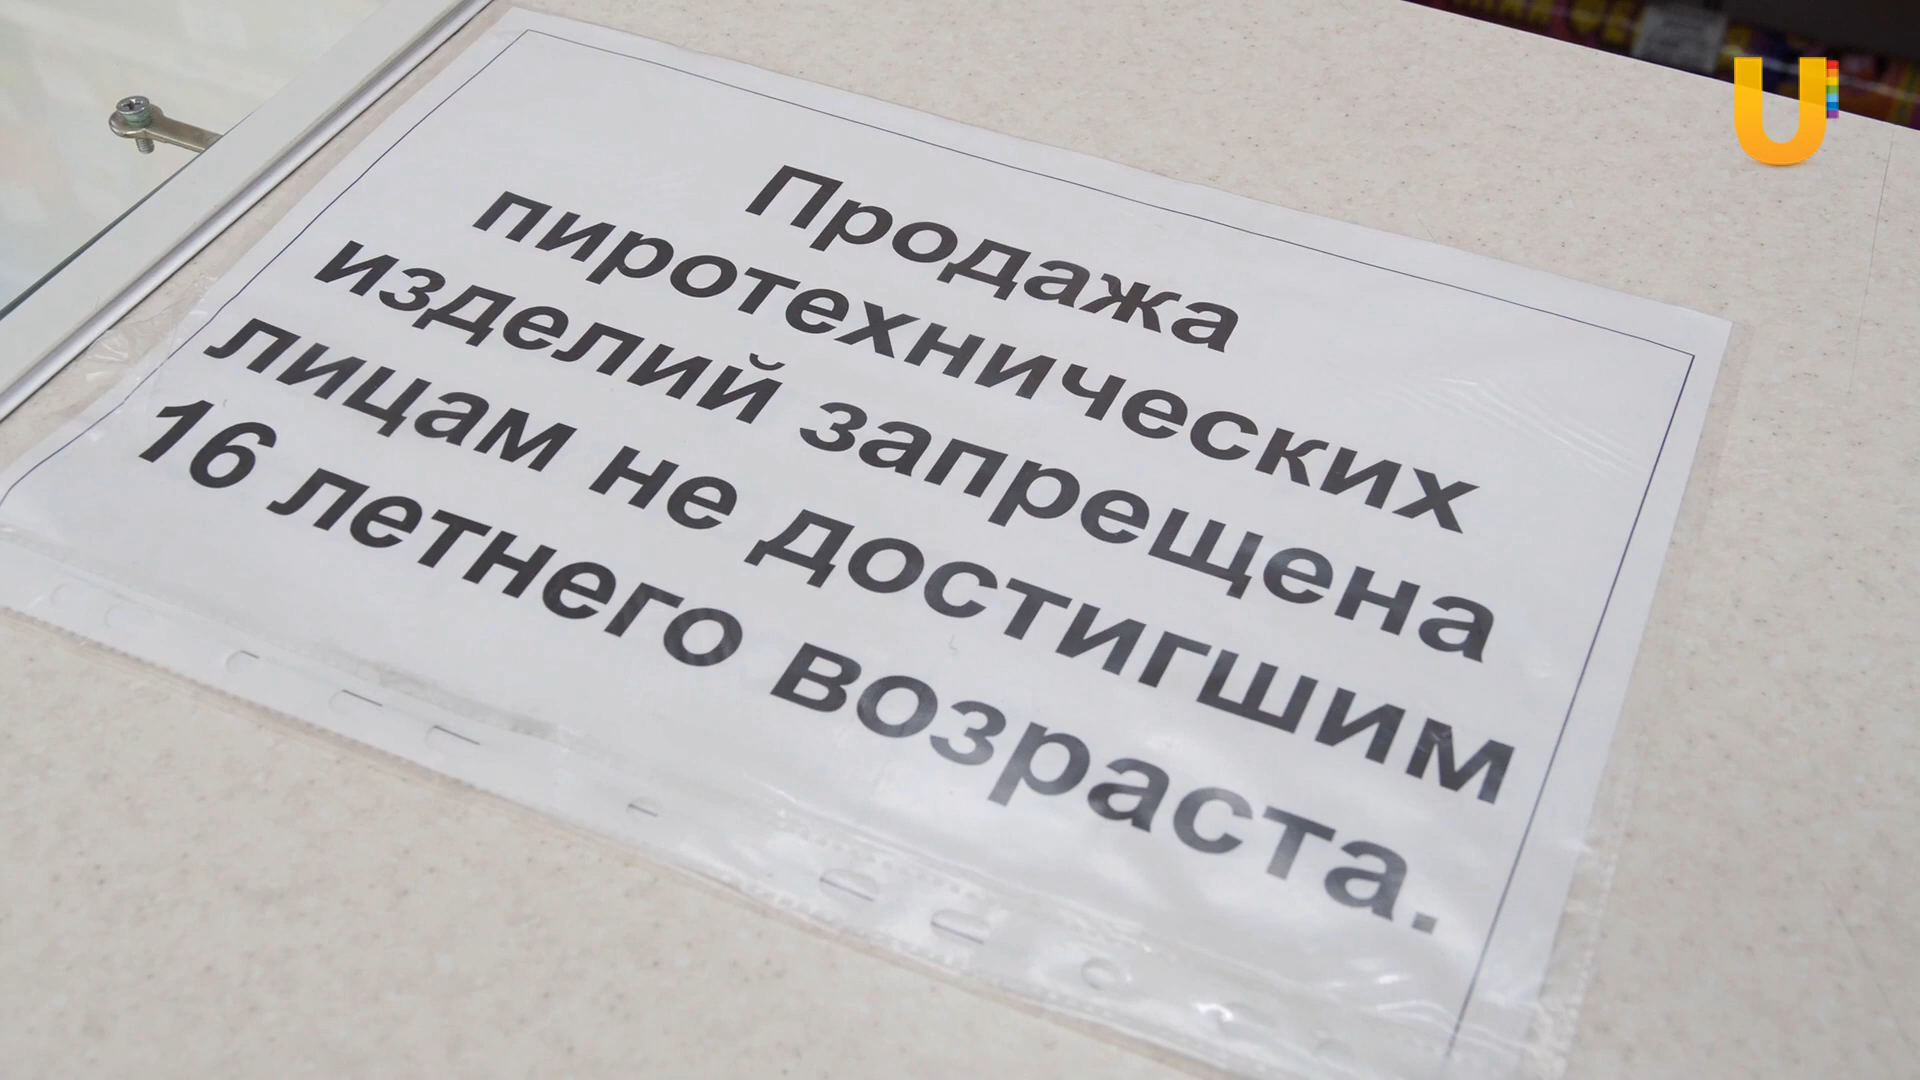 Продажа
пиротехнических
изделий запрещена
лицам не достигшим
16 летнего возраста.
U